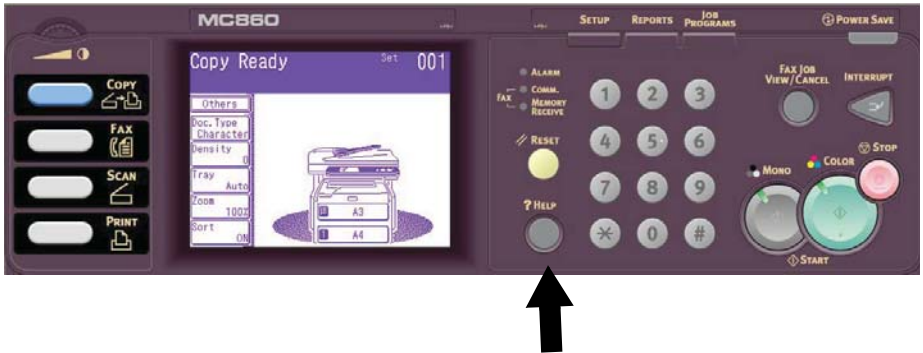 MC860
SETUP
REPORTS
JOB
PROGRAMS
POWER SAVE
COPY
FAX
SCAN
PRINT
Copy Ready
Set 001
Others
Doc.Type
Character
Density
0
Tray
Auto
Zoom
100%
Sort
ON
A3
A4
ALARM
FAX
COMM.
MEMORY
RECEIVE
RESET
? HELP
1 2 3
4 5 6
7 8 9
* 0 #
FAX JOB
VIEW/CANCEL
INTERRUPT
STOP
MONO
COLOR
START